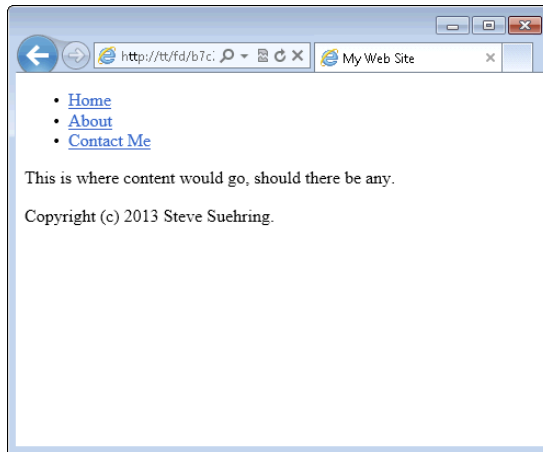 http://tt/fd/b7c
My Web Site
Home
About
Contact Me
This is where content would go, should there be any.
Copyright (c) 2013 Steve Suehring.